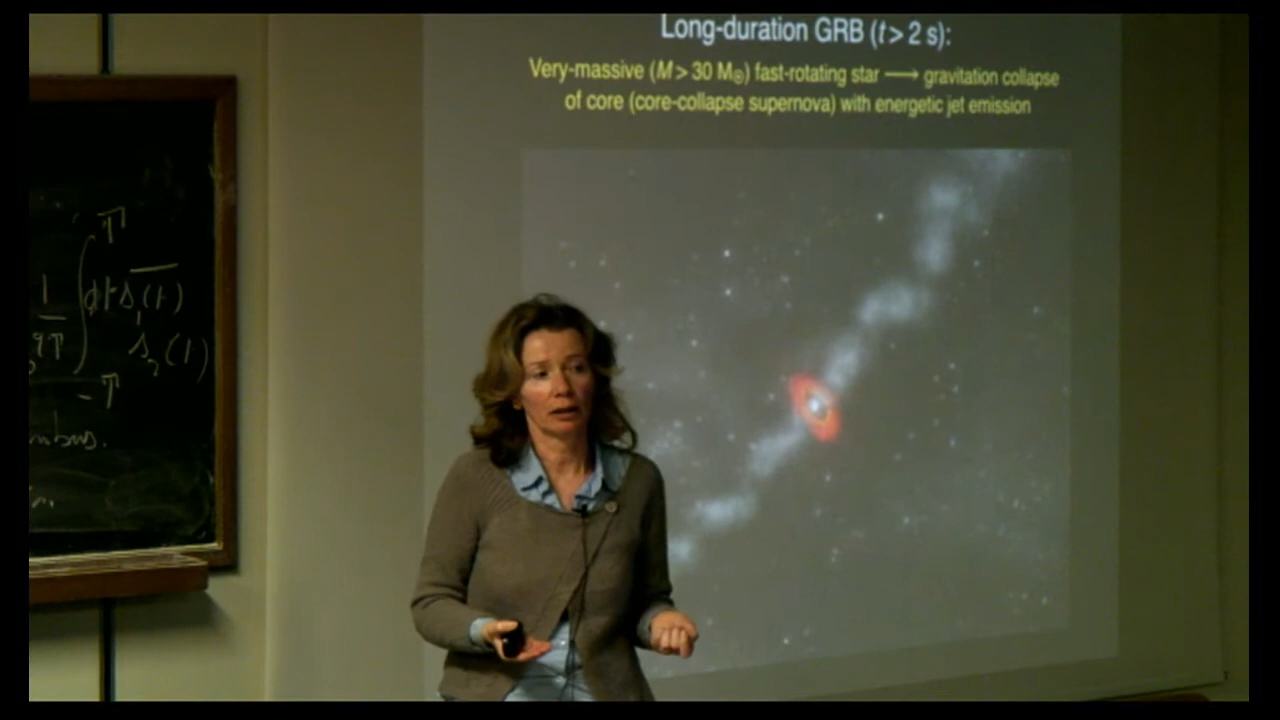 Long-duration GRB (t > 2 s):
Very-massive (M > 30 M⊙) fast-rotating star ⟶ gravitation collapse
of core (core-collapse supernova) with energetic jet emission
π
1
π
-π